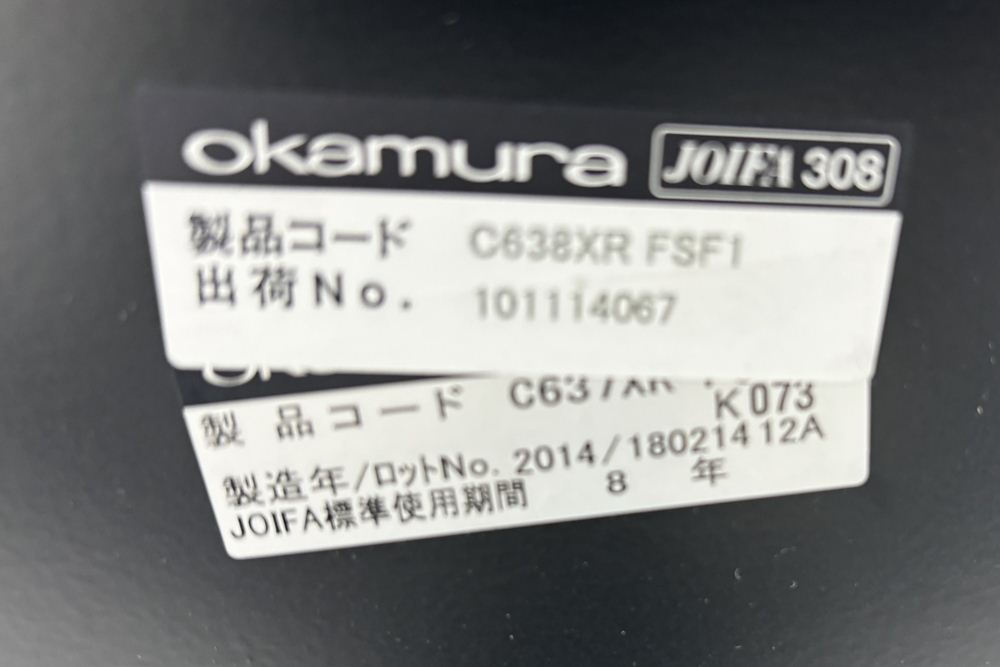 okamura JOIFA 308
製品コード C638XR FSF1
出荷No. 101114067
製品コード C637XR
K073
製造年/ロットNo. 2014/18021412A
JOIFA標準使用期間 8 年